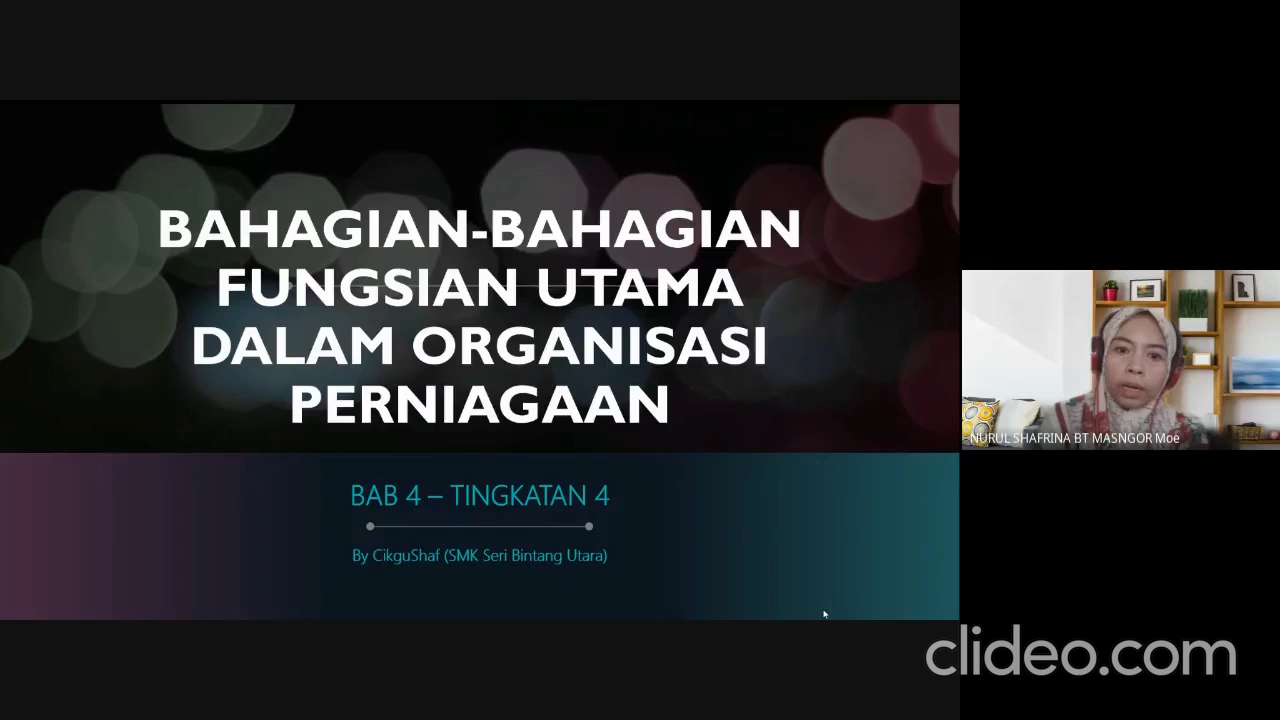 BAHAGIAN-BAHAGIAN
FUNGSIAN UTAMA
DALAM ORGANISASI
PERNIAGAAN
BAB 4 – TINGKATAN 4
By CikguShaf (SMK Seri Bintang Utara)
NURUL SHAFRINA BT MASNGOR Moe
clideo.com